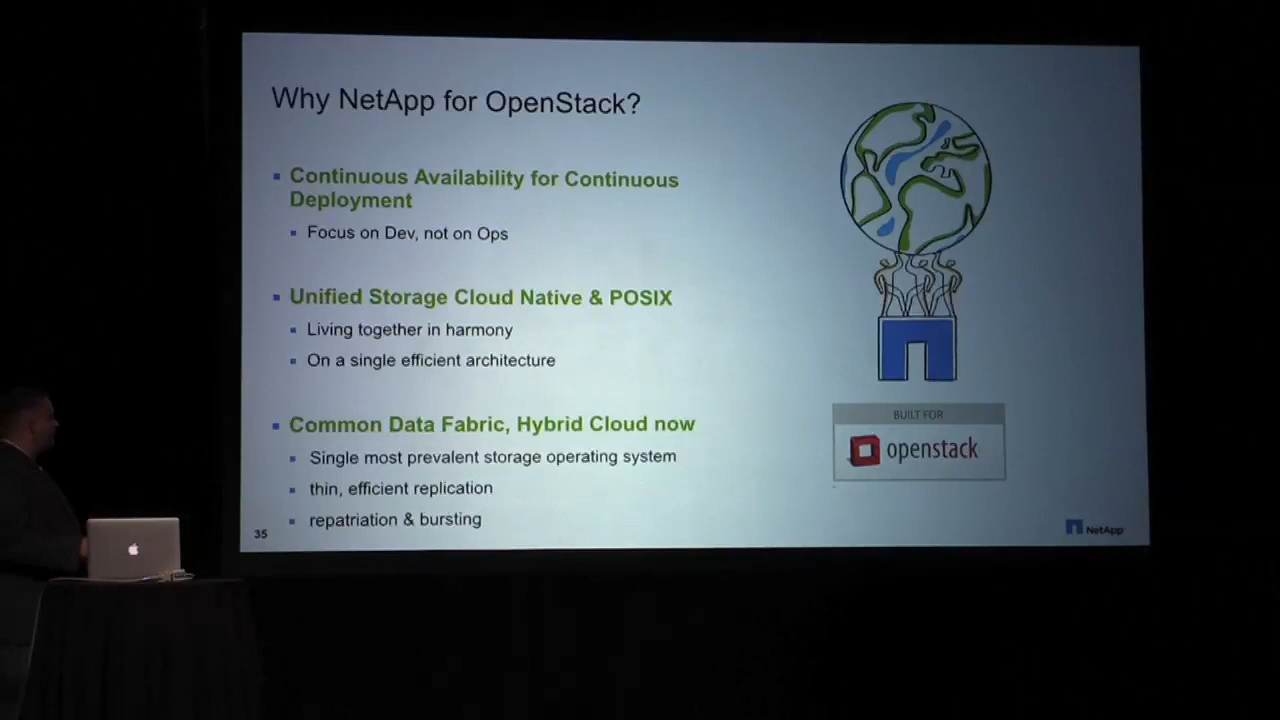 Why NetApp for OpenStack?
Continuous Availability for Continuous
Deployment
Focus on Dev, not on Ops
Unified Storage Cloud Native & POSIX
Living together in harmony
On a single efficient architecture
Common Data Fabric, Hybrid Cloud now
Single most prevalent storage operating system
thin, efficient replication
repatriation & bursting
35
BUILT FOR
openstack
NetApp